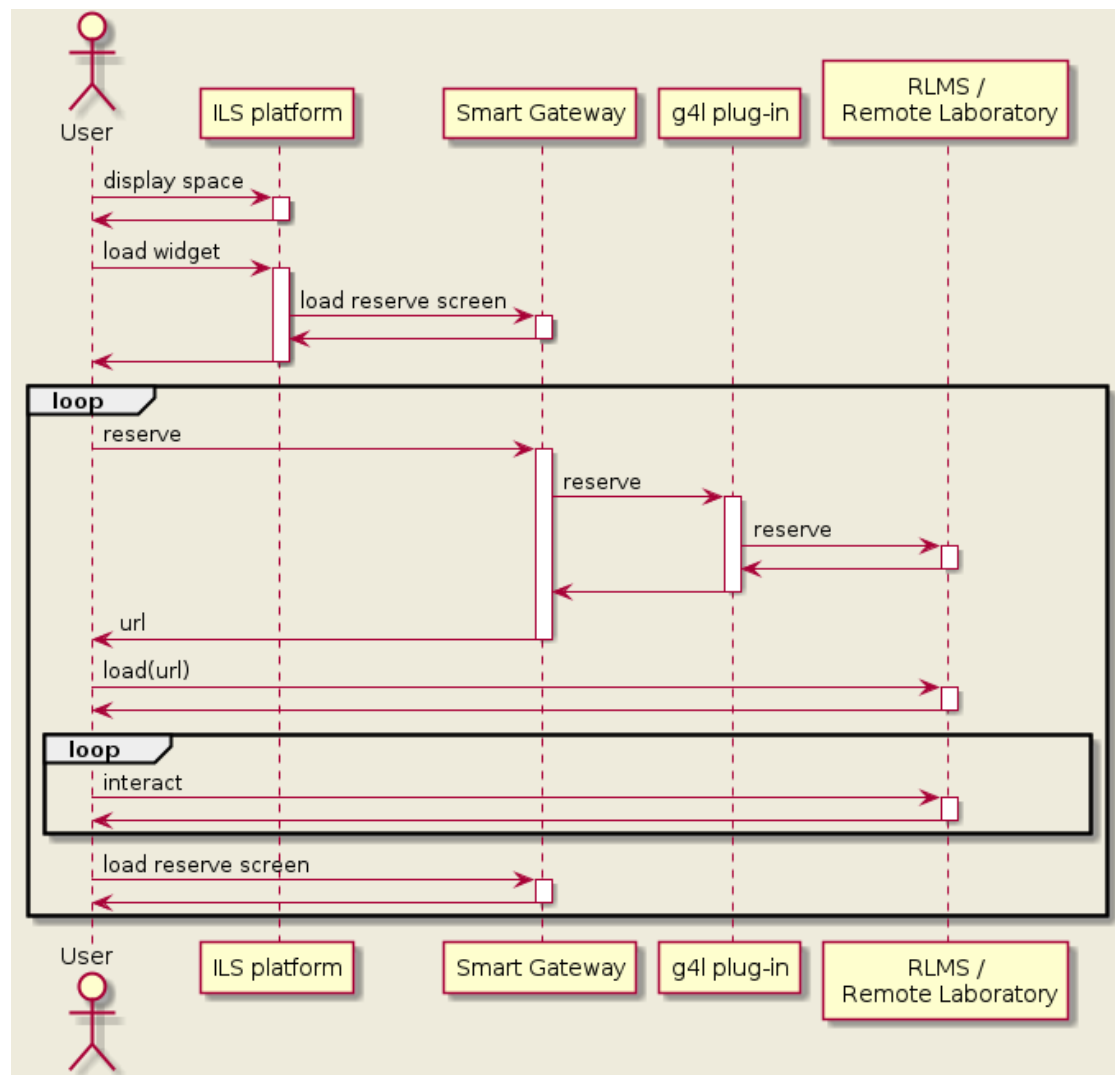 User
ILS platform
Smart Gateway
g4l plug-in
RLMS /
Remote Laboratory
display space
load widget
load reserve screen
loop
reserve
reserve
reserve
url
load(url)
loop
interact
load reserve screen
User
ILS platform
Smart Gateway
g4l plug-in
RLMS /
Remote Laboratory